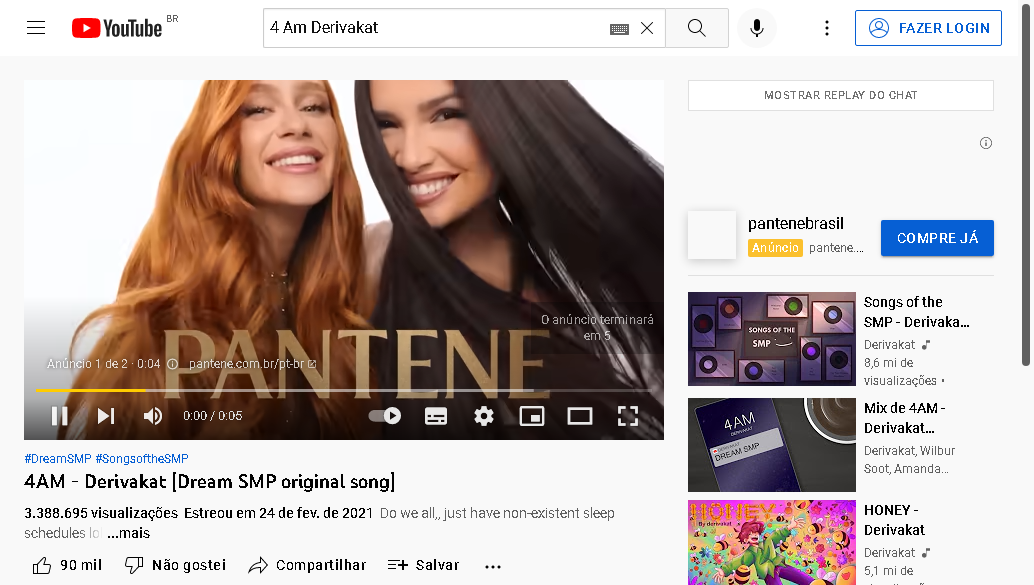 YouTube BR
4 Am Derivakat
FAZER LOGIN
PANTENE
O anúncio terminará
em 5
Anúncio 1 de 2 · 0:04
pantene.com.br/pt-br
0:00 / 0:05
#DreamSMP #SongsoftheSMP
4AM - Derivakat [Dream SMP original song]
3.388.695 visualizações Estreou em 24 de fev. de 2021 Do we all,, just have non-existent sleep
schedules ...mais
90 mil
Não gostei
Compartilhar
Salvar
MOSTRAR REPLAY DO CHAT
pantenebrasil
Anúncio pantene....
COMPRE JÁ
SONGS OF THE
SMP
Songs of the
SMP - Derivaka...
Derivakat
8,6 mi de
visualizações •
4AM
DERIVAKAT
DREAM SMP
Mix de 4AM -
Derivakat...
Derivakat, Wilbur
Soot, Amanda...
HONEY
By derivakat
HONEY -
Derivakat
Derivakat
5,1 mi de